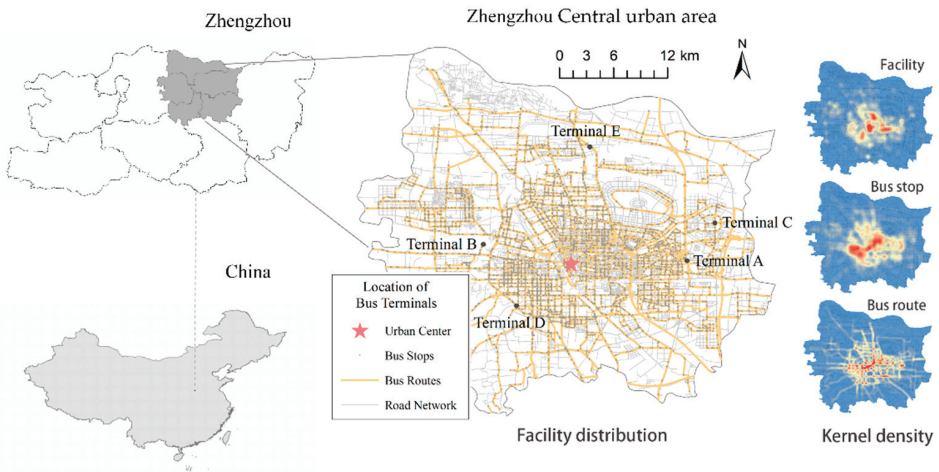 Zhengzhou
Zhengzhou Central urban area
0 3 6 12 km
N
Facility
Terminal E
Bus stop
Terminal C
Terminal B
Terminal A
China
Location of
Bus Terminals
Urban Center
Bus Stops
Bus Routes
Road Network
Terminal D
Bus route
Facility distribution
Kernel density